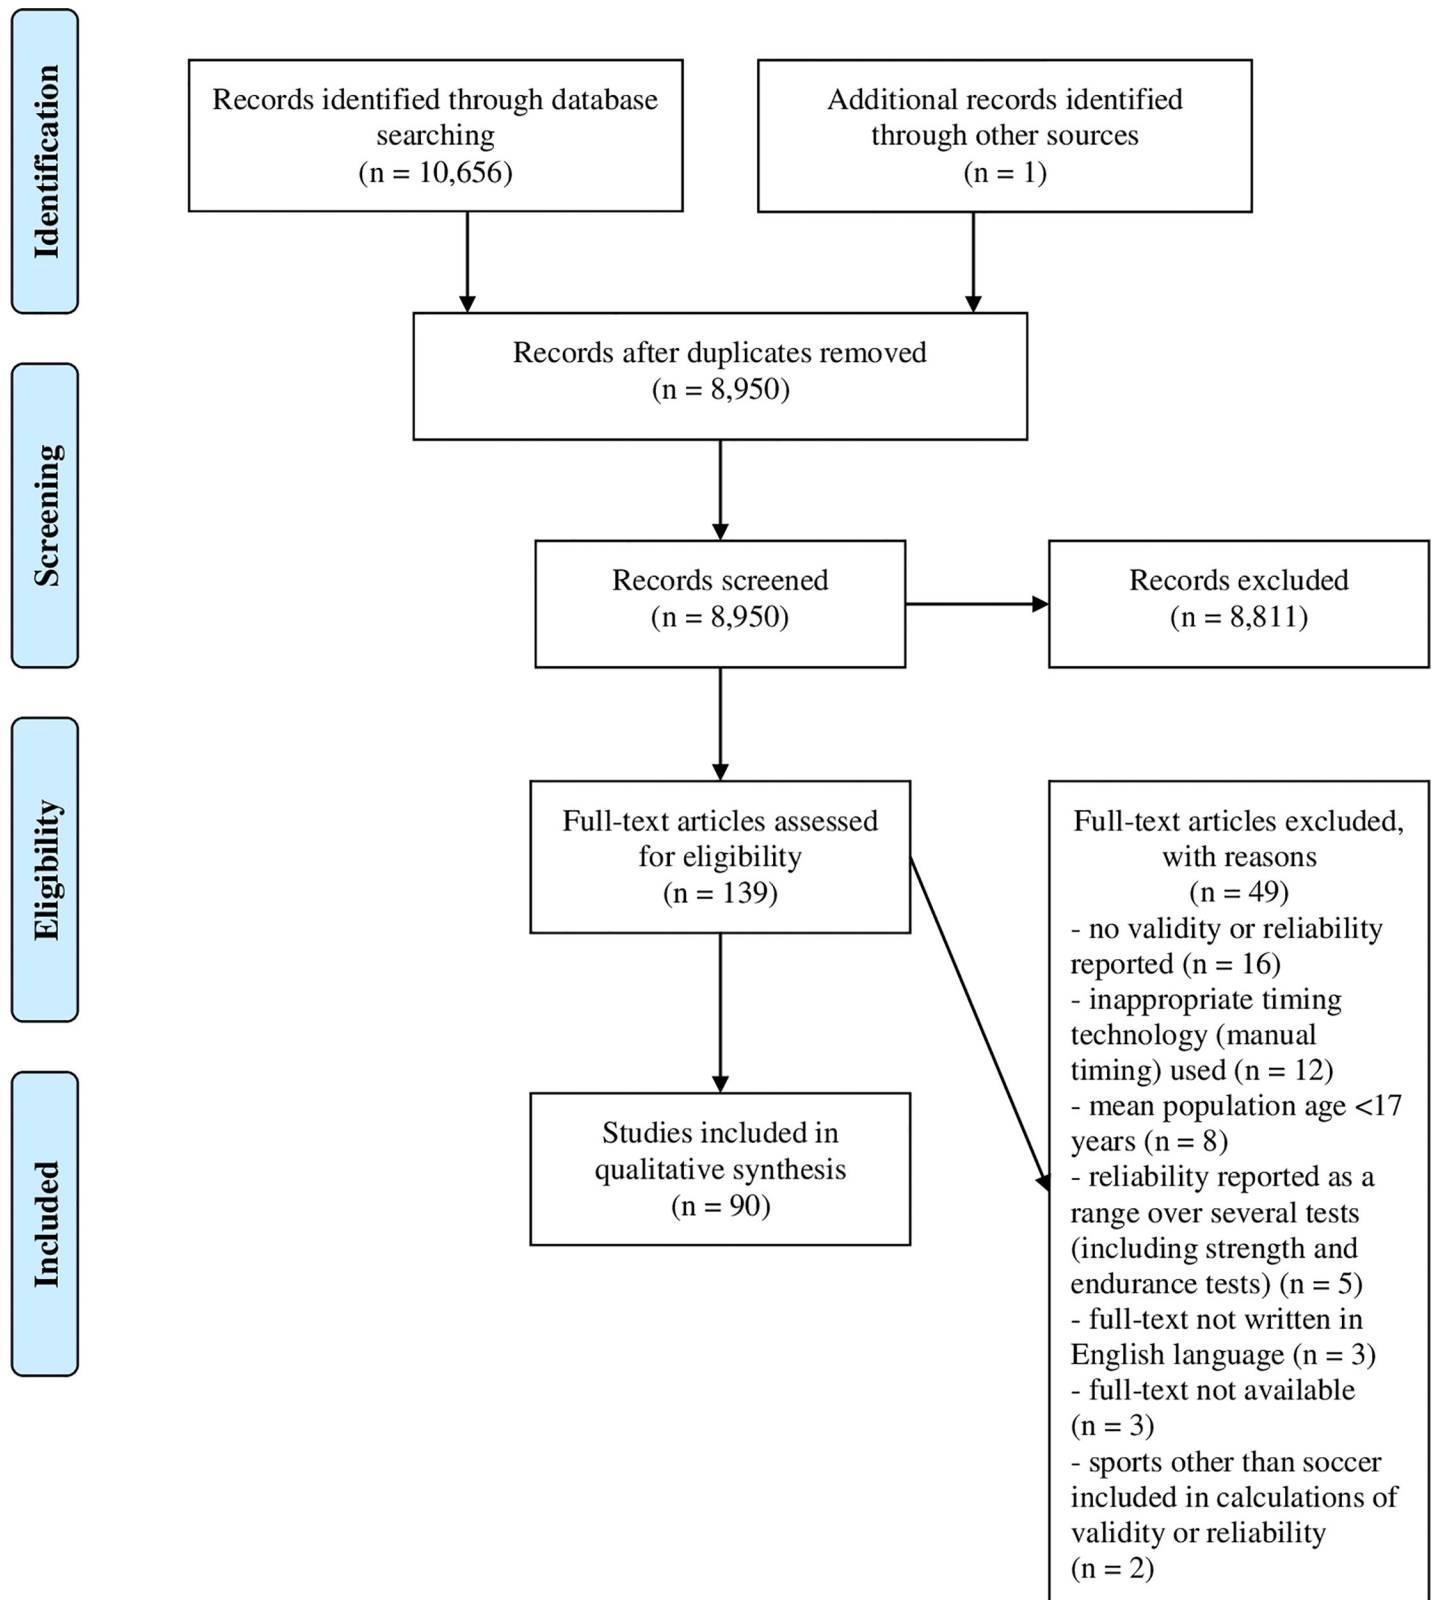 Identification
Records identified through database
searching
(n = 10,656)
Additional records identified
through other sources
(n = 1)
Records after duplicates removed
(n = 8,950)
Screening
Records screened
(n = 8,950)
Records excluded
(n = 8,811)
Eligibility
Full-text articles assessed
for eligibility
(n = 139)
Full-text articles excluded,
with reasons
(n = 49)
- no validity or reliability
reported (n = 16)
- inappropriate timing
technology (manual
timing) used (n = 12)
- mean population age <17
years (n = 8)
- reliability reported as a
range over several tests
(including strength and
endurance tests) (n = 5)
- full-text not written in
English language (n = 3)
- full-text not available
(n = 3)
- sports other than soccer
included in calculations of
validity or reliability
(n = 2)
Included
Studies included in
qualitative synthesis
(n = 90)